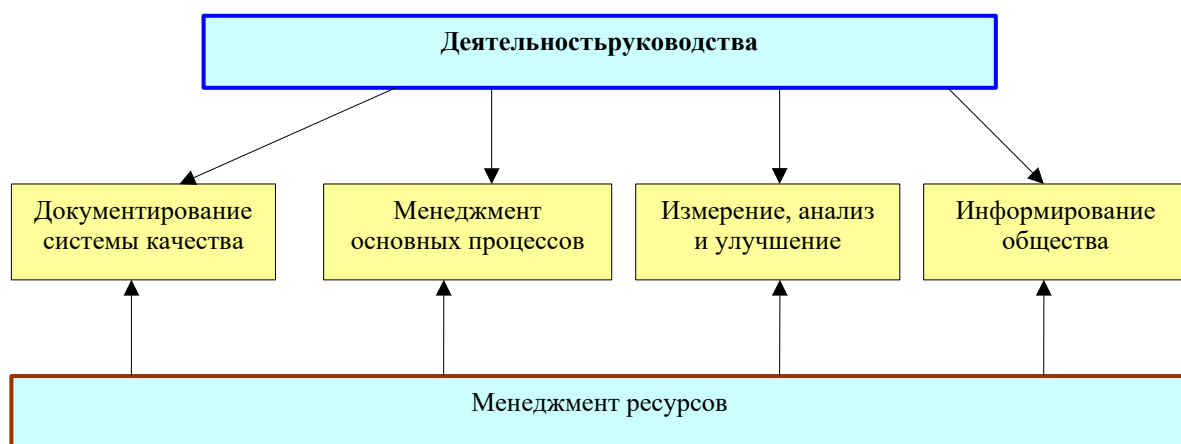 Деятельностьруководства
Документирование
системы качества
Менеджмент
основных процессов
Измерение, анализ
и улучшение
Информирование
общества
Менеджмент ресурсов